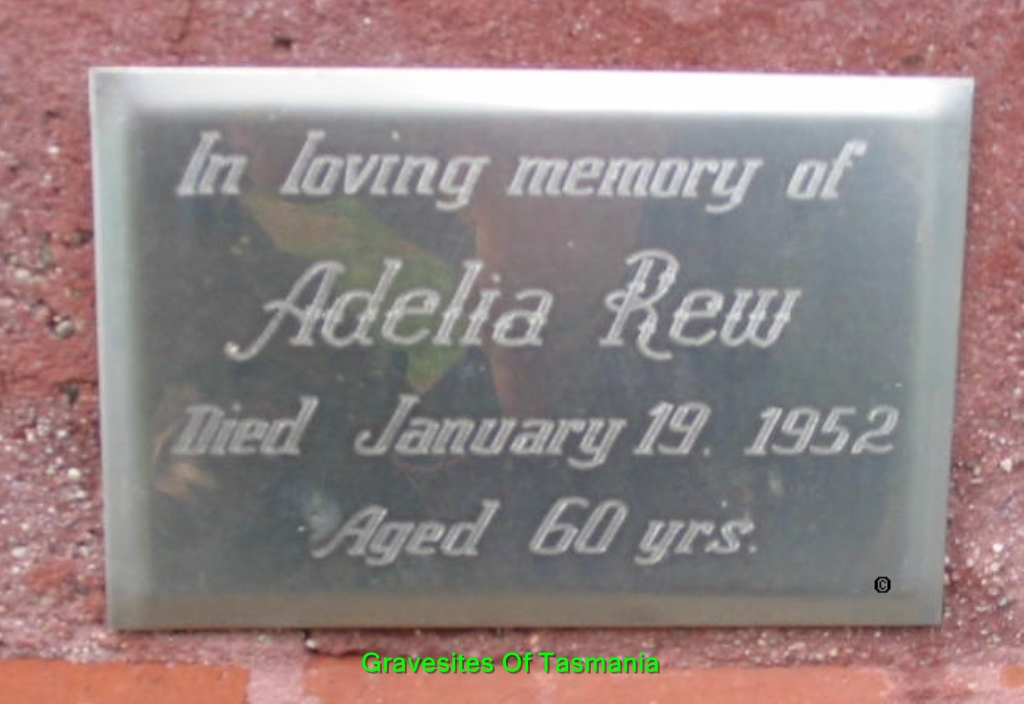 In loving memory of
Adelia Rew
Died January 19. 1952
Aged 60 yrs.
©
Gravesites Of Tasmania